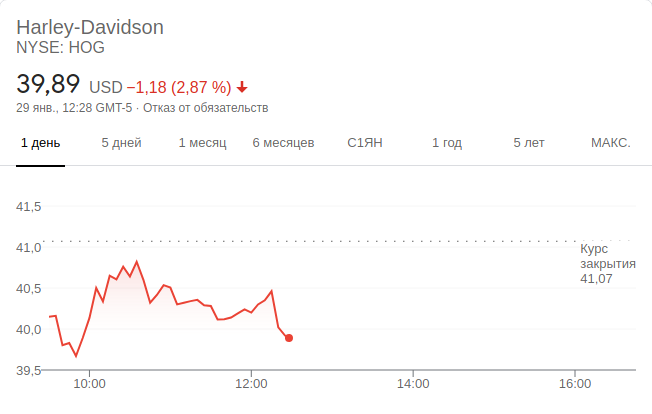 Harley-Davidson
NYSE: HOG
39,89 USD −1,18 (2,87 %)
29 янв., 12:28 GMT-5 · Отказ от обязательств
1 день 5 дней 1 месяц 6 месяцев С1ЯН 1 год 5 лет МАКС.
41,5
41,0
Курс
закрытия
41,07
40,5
40,0
39,5
10:00 12:00 14:00 16:00